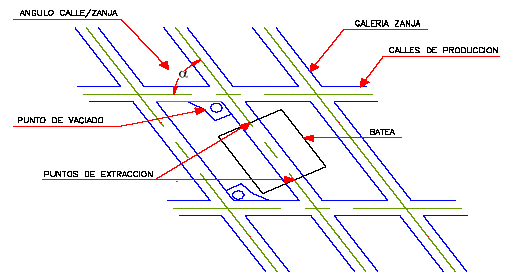 ANGULO CALLE/ZANJA
GALERIA ZANJA
CALLES DE PRODUCCION
α
PUNTO DE VACIADO
BATEA
PUNTOS DE EXTRACCION